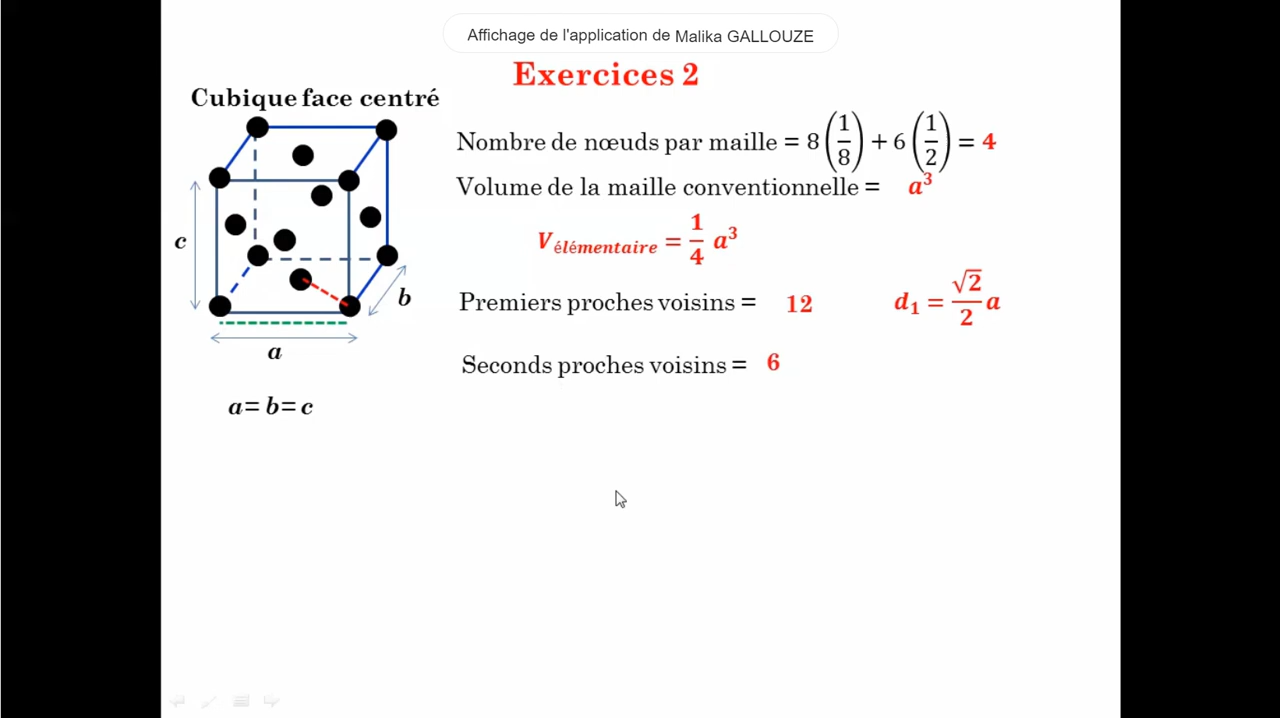 Affichage de l'application de Malika GALLOUZE
Exercices 2
Cubique face centré
Nombre de nœuds par maille = 8 (1/8) + 6 (1/2) = 4
Volume de la maille conventionnelle = a³
V élémentaire = 1/4 a³
c
Premiers proches voisins = 12 d₁ = √2/2 a
b
a
Seconds proches voisins = 6
a= b= c